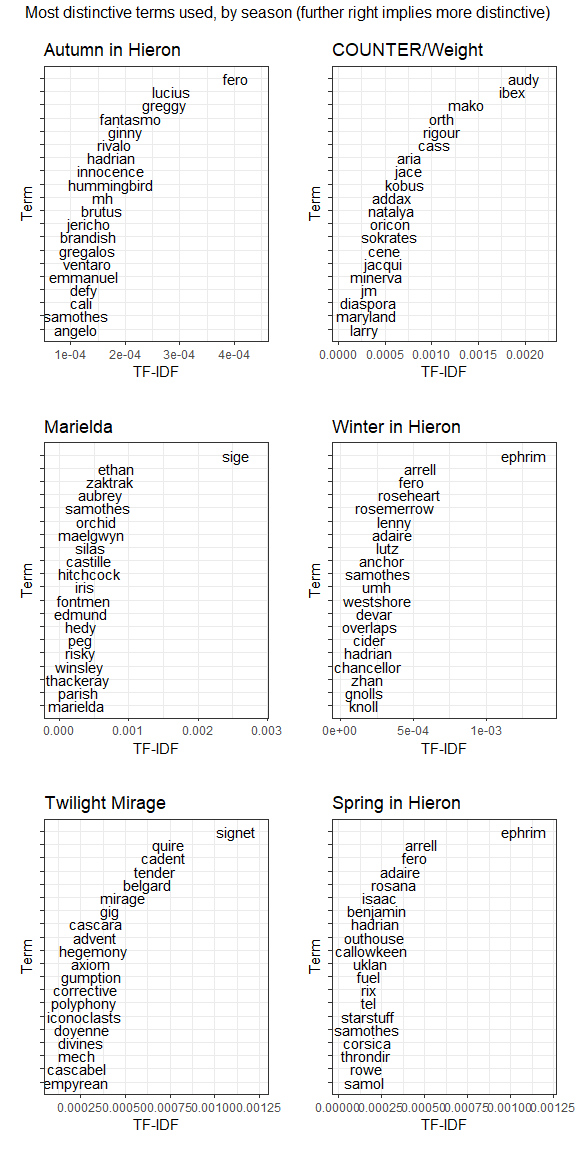 Most distinctive terms used, by season (further right implies more distinctive)
Autumn in Hieron
fero
lucius
greggy
fantasmo
ginny
rivalo
hadrian
innocence
hummingbird
mh
brutus
jericho
brandish
gregalos
ventaro
emmanuel
defy
cali
samothes
angelo
Term
1e-04 2e-04 3e-04 4e-04
TF-IDF
COUNTER/Weight
audy
ibex
mako
orth
rigour
cass
aria
jace
kobus
addax
natalya
oricon
sokrates
cene
jacqui
minerva
jm
diaspora
maryland
larry
Term
0.0000 0.0005 0.0010 0.0015 0.0020
TF-IDF
Marielda
sige
ethan
zaktrak
aubrey
samothes
orchid
maelgwyn
silas
castille
hitchcock
iris
fontmen
edmund
hedy
peg
risky
winsley
thackeray
parish
marielda
Term
0.000 0.001 0.002 0.003
TF-IDF
Winter in Hieron
ephrim
arrell
fero
roseheart
rosemerrow
lenny
adaire
lutz
anchor
samothes
umh
westshore
devar
overlaps
cider
hadrian
chancellor
zhan
gnolls
knoll
Term
0e+00 5e-04 1e-03
TF-IDF
Twilight Mirage
signet
quire
cadent
tender
belgard
mirage
gig
cascara
advent
hegemony
axiom
gumption
corrective
polyphony
iconoclasts
doyenne
divines
mech
cascabel
empyrean
Term
0.00025 0.00050 0.00075 0.00100 0.00125
TF-IDF
Spring in Hieron
ephrim
arrell
fero
adaire
rosana
isaac
benjamin
hadrian
outhouse
callowkeen
uklan
fuel
rix
tel
starstuff
samothes
corsica
throndir
rowe
samol
Term
0.00000 0.00025 0.00050 0.00075 0.00100 0.00125
TF-IDF